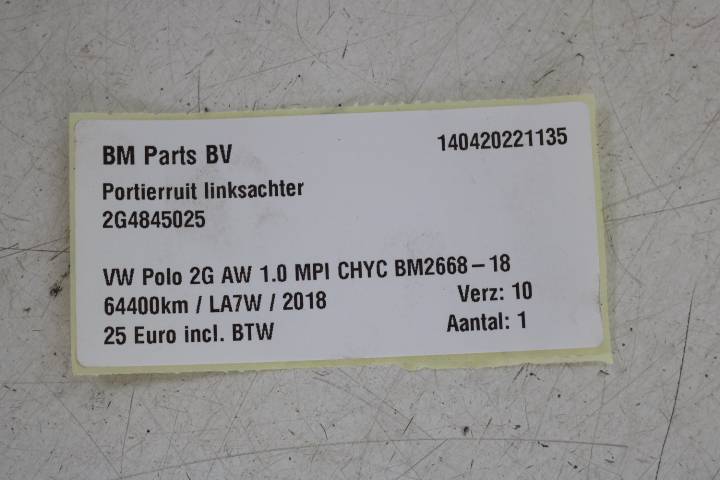 BM Parts BV 140420221135
Portierruit linksachter
2G4845025
VW Polo 2G AW 1.0 MPI CHYC BM2668-18
64400km / LA7W / 2018 Verz: 10
25 Euro incl. BTW Aantal: 1